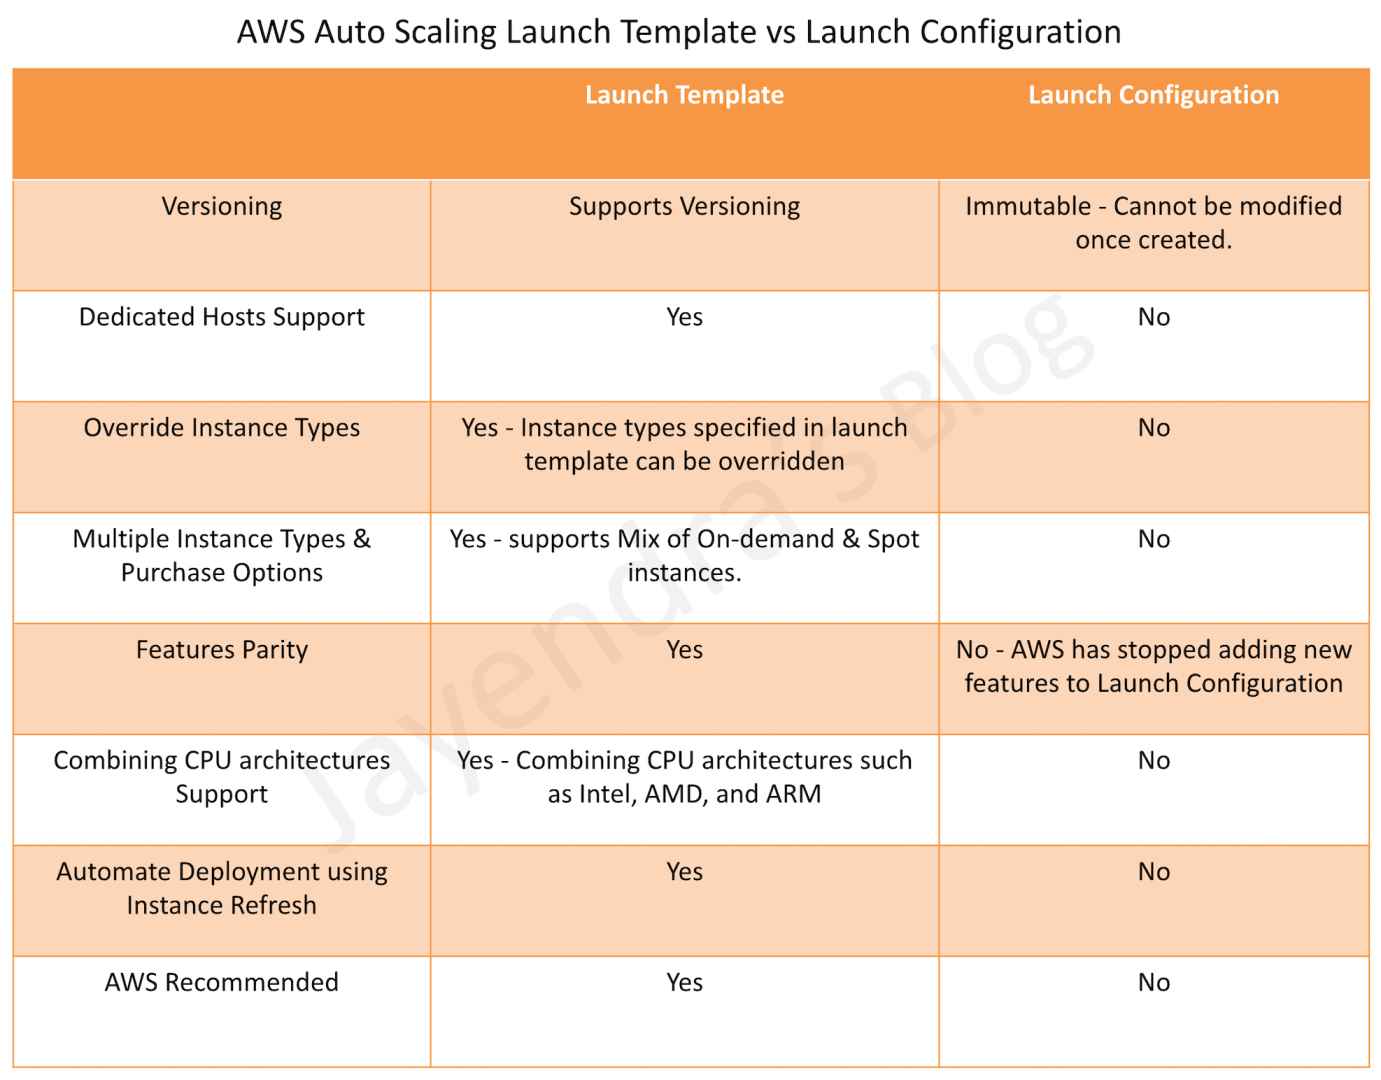 AWS Auto Scaling Launch Template vs Launch Configuration
Launch Template
Launch Configuration
Versioning
Supports Versioning
Immutable - Cannot be modified
once created.
Dedicated Hosts Support
Yes
No
Override Instance Types
Yes - Instance types specified in launch
template can be overridden
No
Multiple Instance Types &
Purchase Options
Yes - supports Mix of On-demand & Spot
instances.
No
Features Parity
Yes
No - AWS has stopped adding new
features to Launch Configuration
Combining CPU architectures
Support
Yes - Combining CPU architectures such
as Intel, AMD, and ARM
No
Automate Deployment using
Instance Refresh
Yes
No
AWS Recommended
Yes
No
Jayendra's Blog